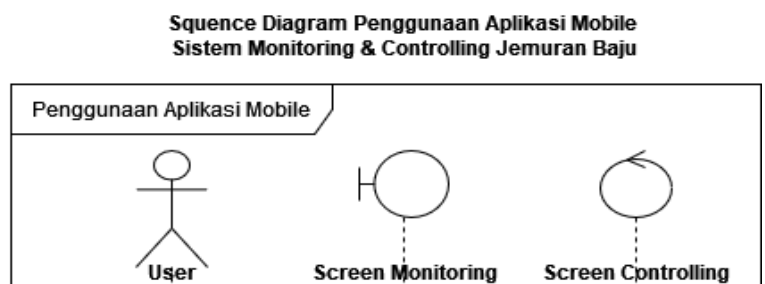 Squence Diagram Penggunaan Aplikasi Mobile
Sistem Monitoring & Controlling Jemuran Baju
Penggunaan Aplikasi Mobile
User
Screen Monitoring
Screen Controlling